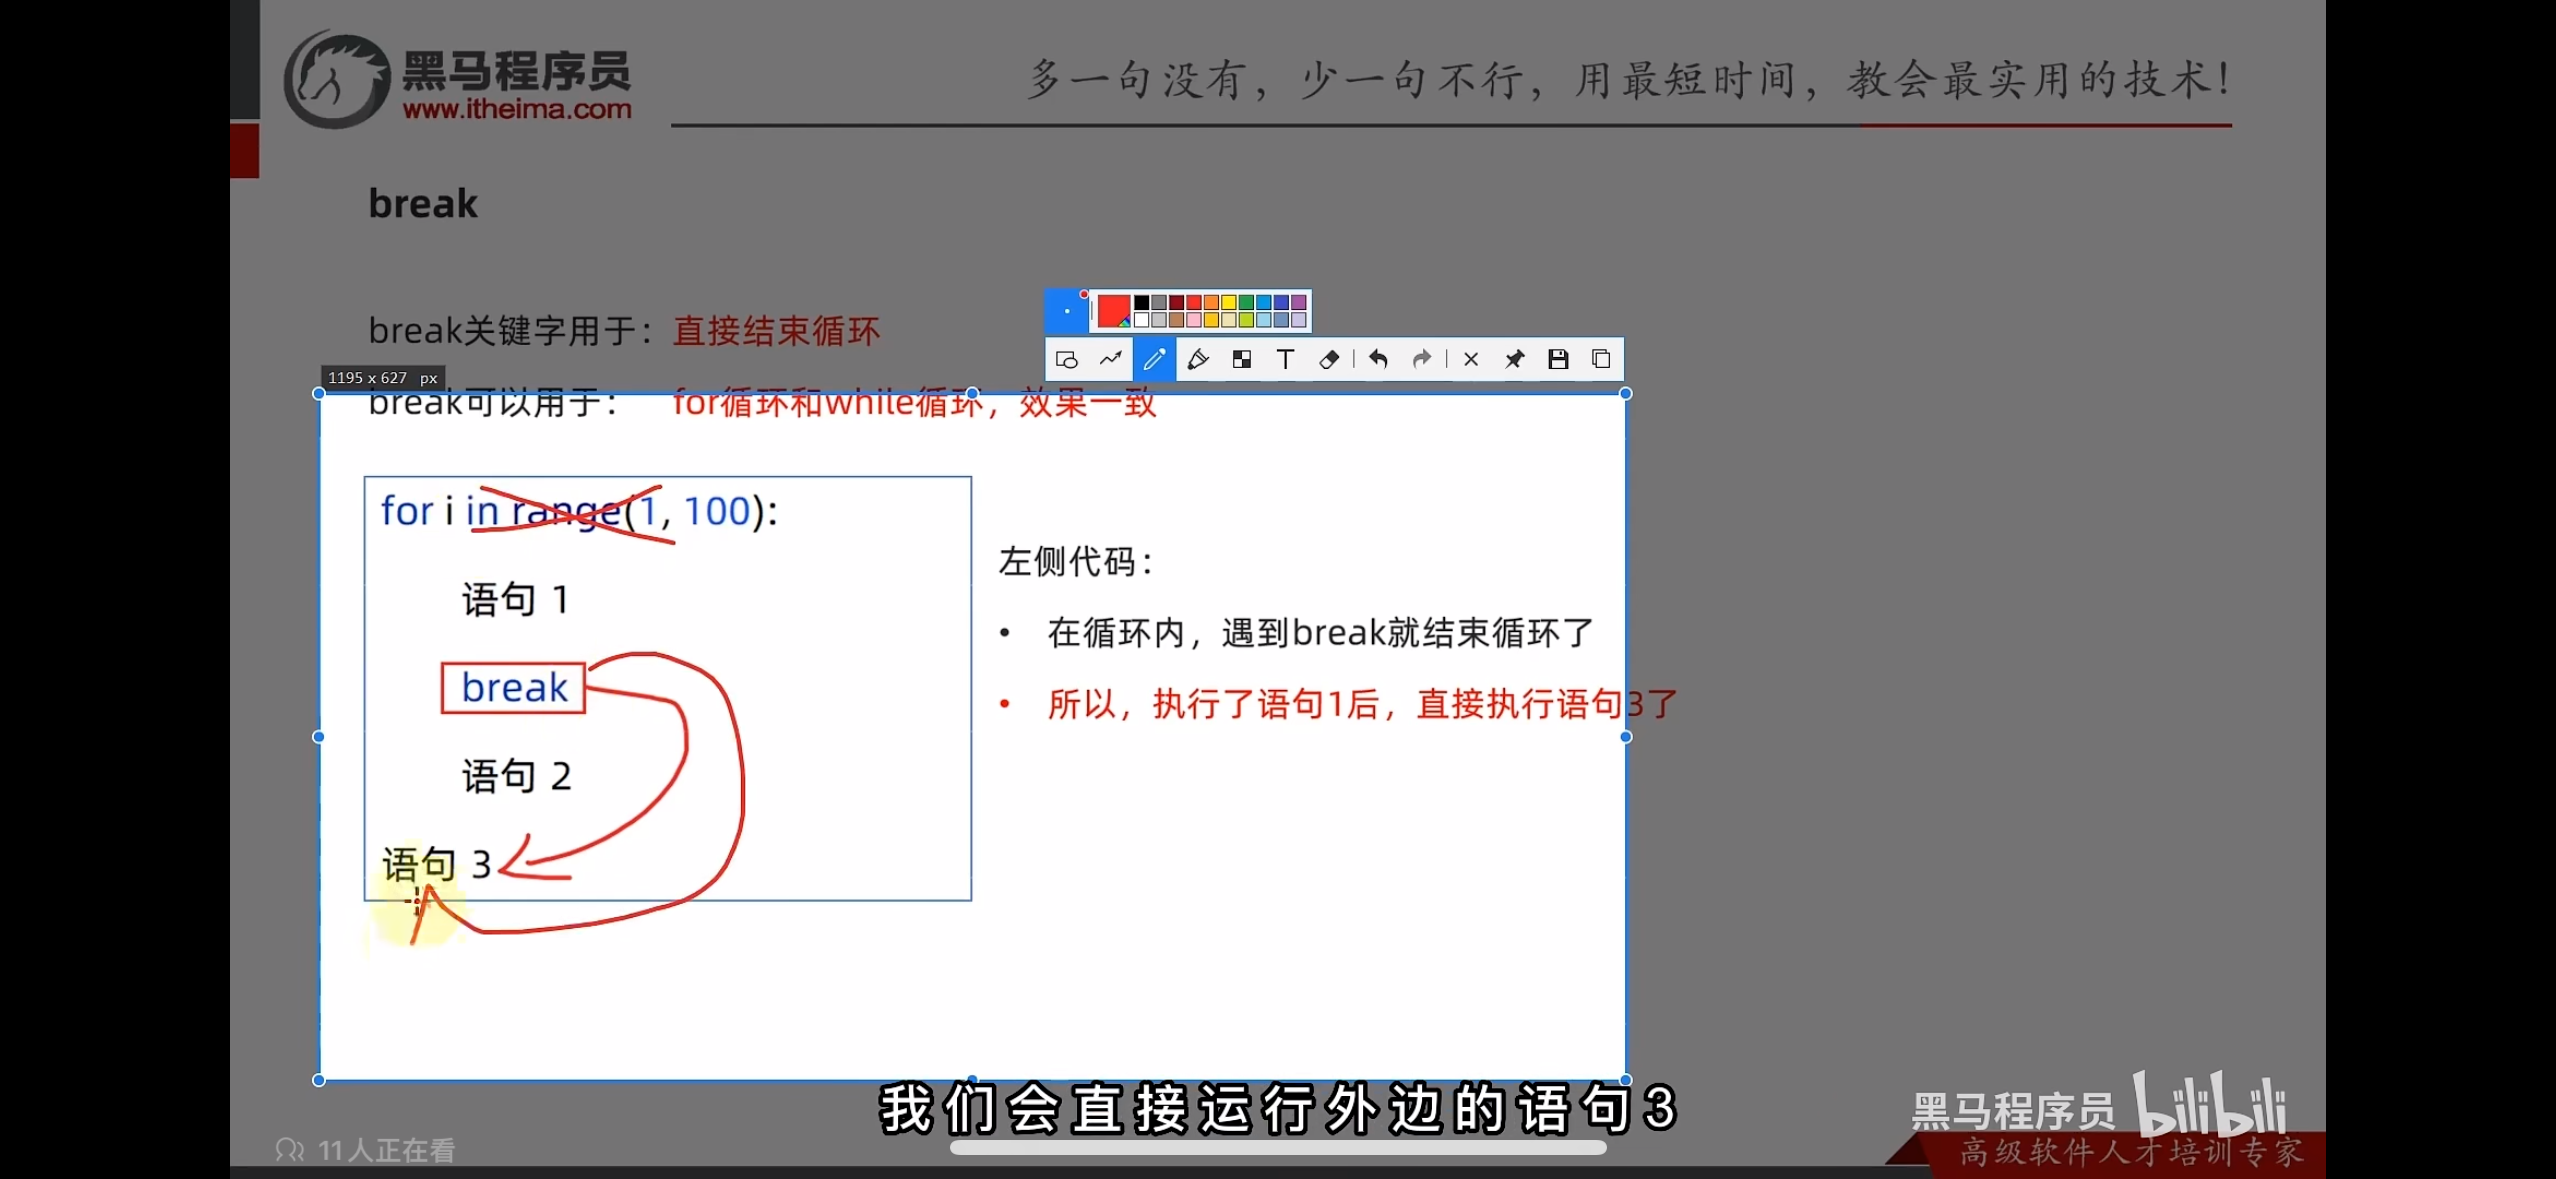 黑马程序员
www.itheima.com
多一句没有，少一句不行，用最短时间，教会最实用的技术！
break
break关键字用于：直接结束循环
1195 x 627 px
break可以用于： for循环和while循环，效果一致
for i in range(1, 100):
语句 1
break
语句 2
语句 3
左侧代码：
• 在循环内，遇到break就结束循环了
• 所以，执行了语句1后，直接执行语句3了
我们会直接运行外边的语句3
11人正在看
黑马程序员 bilibili
高级软件人才培训专家